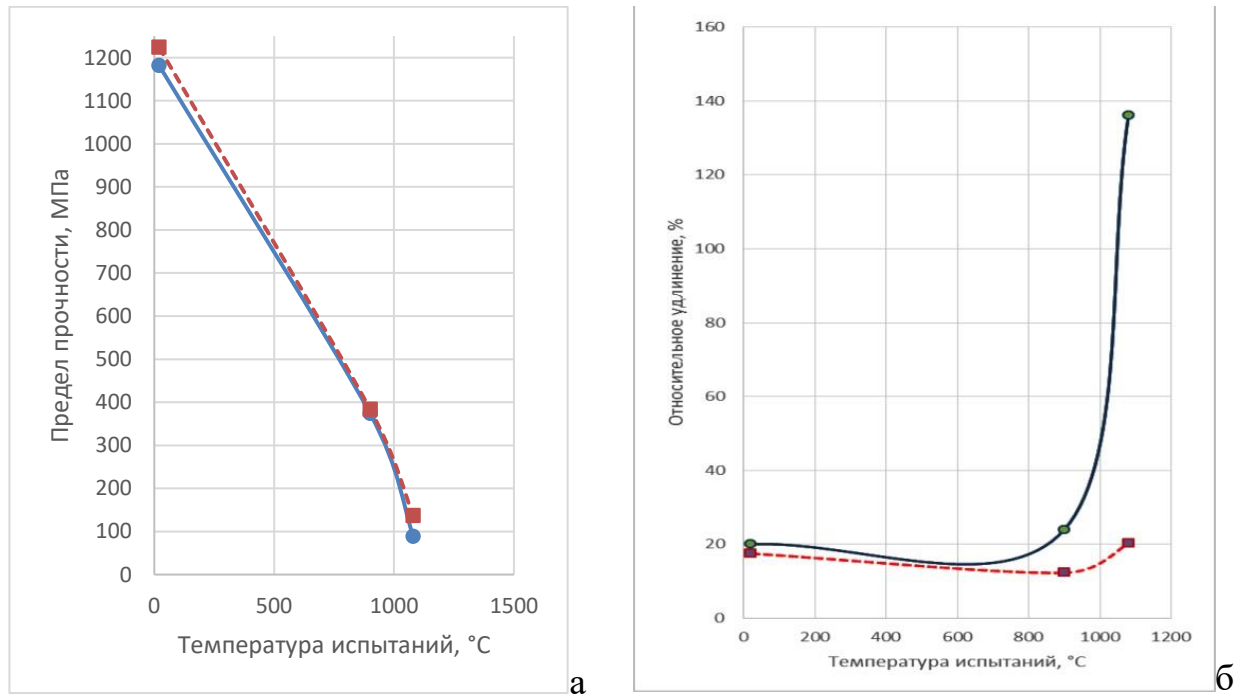 1200
1100
1000
900
800
700
600
500
400
300
200
100
0
0 500 1000 1500
Предел прочности, МПа
Температура испытаний, °С
а
160
140
120
100
80
60
40
20
0
0 200 400 600 800 1000 1200
Относительное удлинение, %
Температура испытаний, °С
б